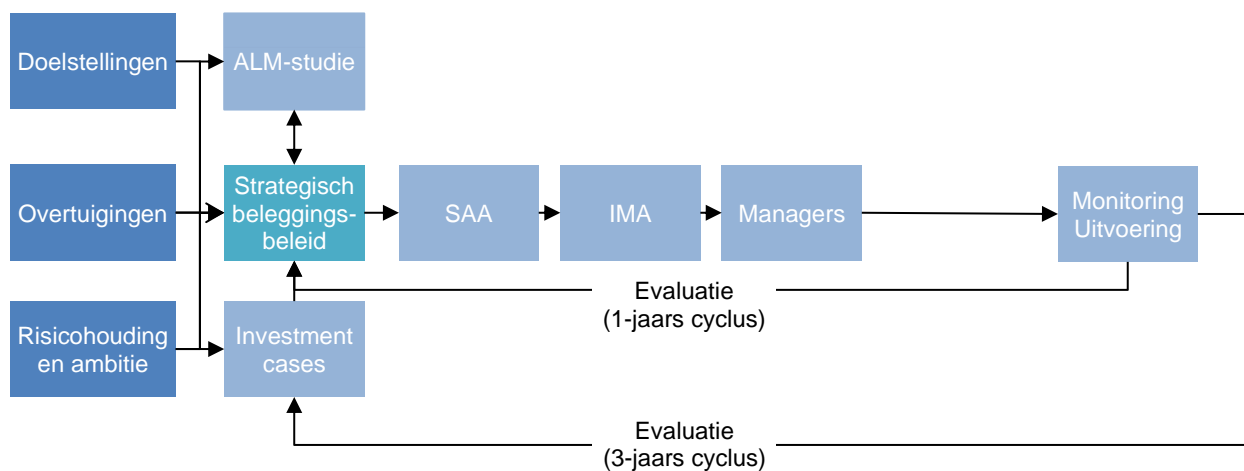 Doelstellingen
ALM-studie
Overtuigingen
Strategisch
beleggings-
beleid
SAA
IMA
Managers
Monitoring
Uitvoering
Evaluatie
(1-jaars cyclus)
Risicohouding
en ambitie
Investment
cases
Evaluatie
(3-jaars cyclus)